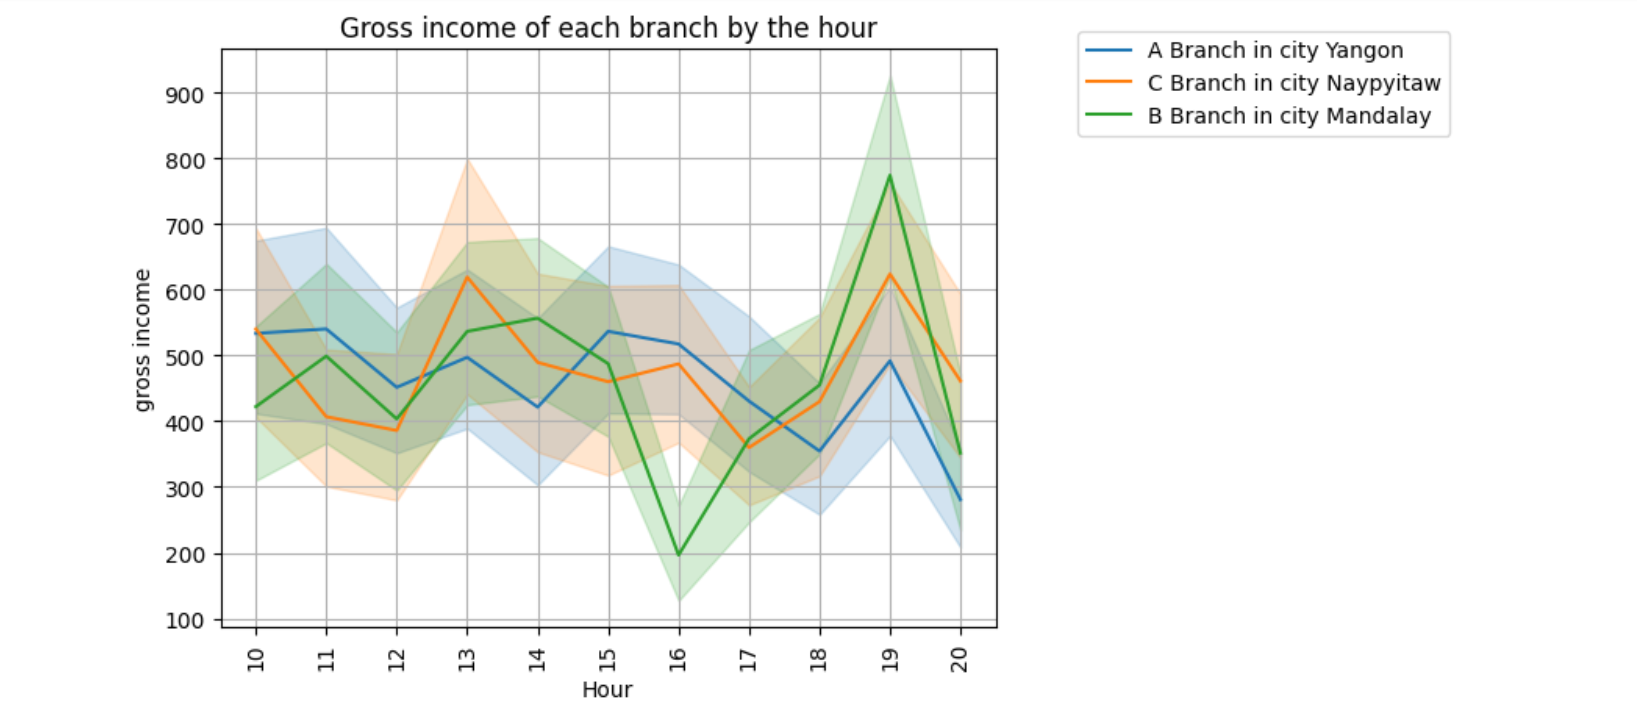 Gross income of each branch by the hour
A Branch in city Yangon
C Branch in city Naypyitaw
B Branch in city Mandalay
900
800
700
600
500
400
300
200
100
gross income
10 11 12 13 14 15 16 17 18 19 20
Hour